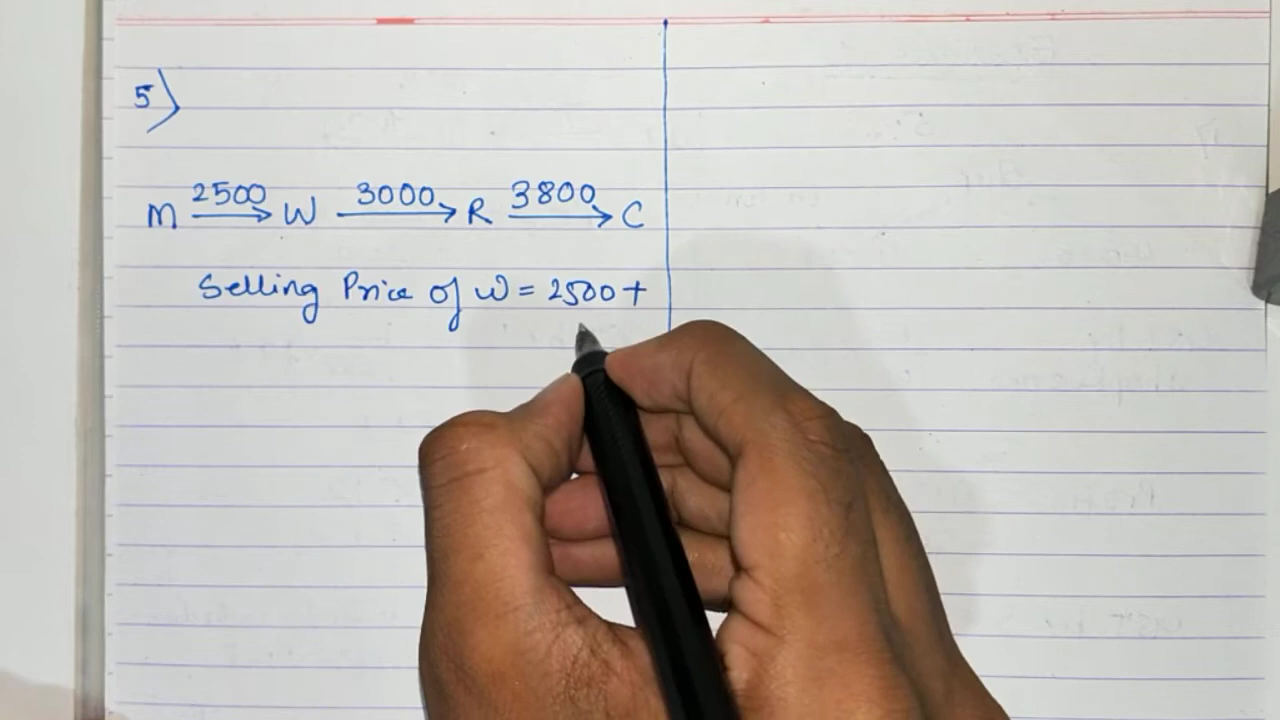 5)
M 2500→ W 3000→ R 3800→ C
Selling Price of W = 2500 +